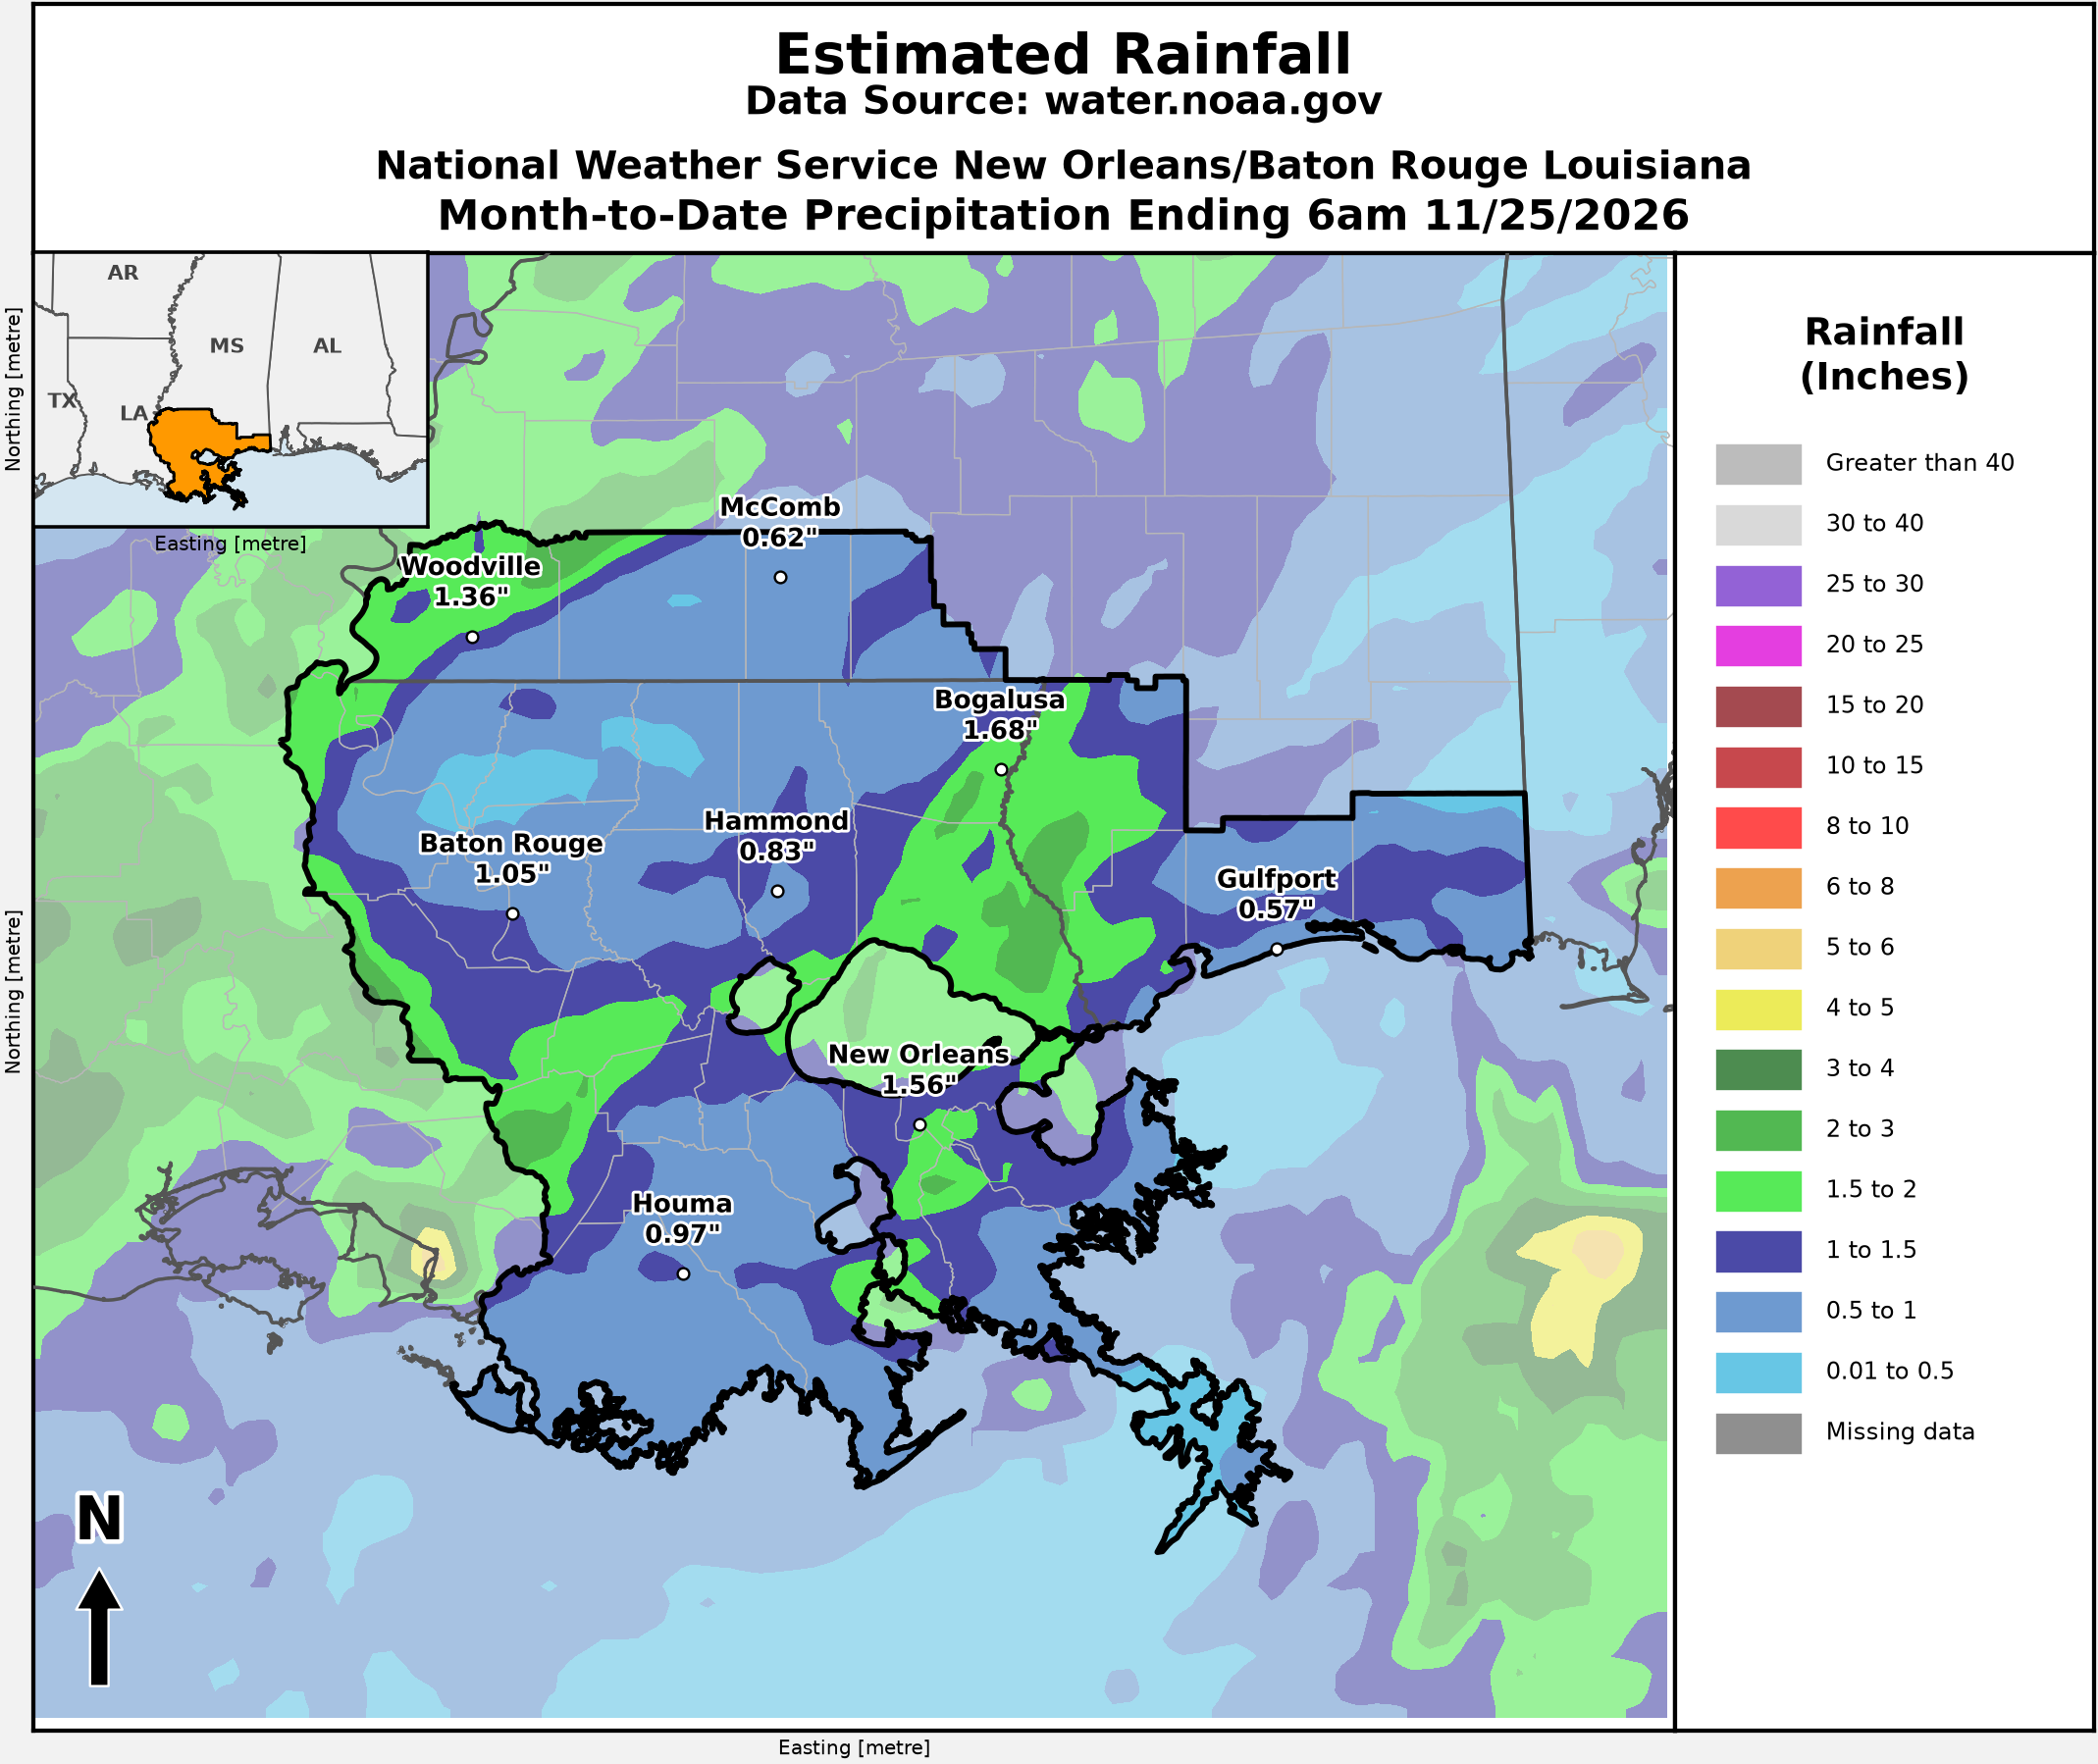 Estimated Rainfall
Data Source: water.noaa.gov
National Weather Service New Orleans/Baton Rouge Louisiana
Month-to-Date Precipitation Ending 6am 11/25/2026
AR
MS
AL
TX
LA
Northing [metre]
Easting [metre]
McComb
0.62"
Woodville
1.36"
Bogalusa
1.68"
Hammond
0.83"
Baton Rouge
1.05"
Gulfport
0.57"
New Orleans
1.56"
Houma
0.97"
N
Northing [metre]
Easting [metre]
Rainfall
(Inches)
Greater than 40
30 to 40
25 to 30
20 to 25
15 to 20
10 to 15
8 to 10
6 to 8
5 to 6
4 to 5
3 to 4
2 to 3
1.5 to 2
1 to 1.5
0.5 to 1
0.01 to 0.5
Missing data